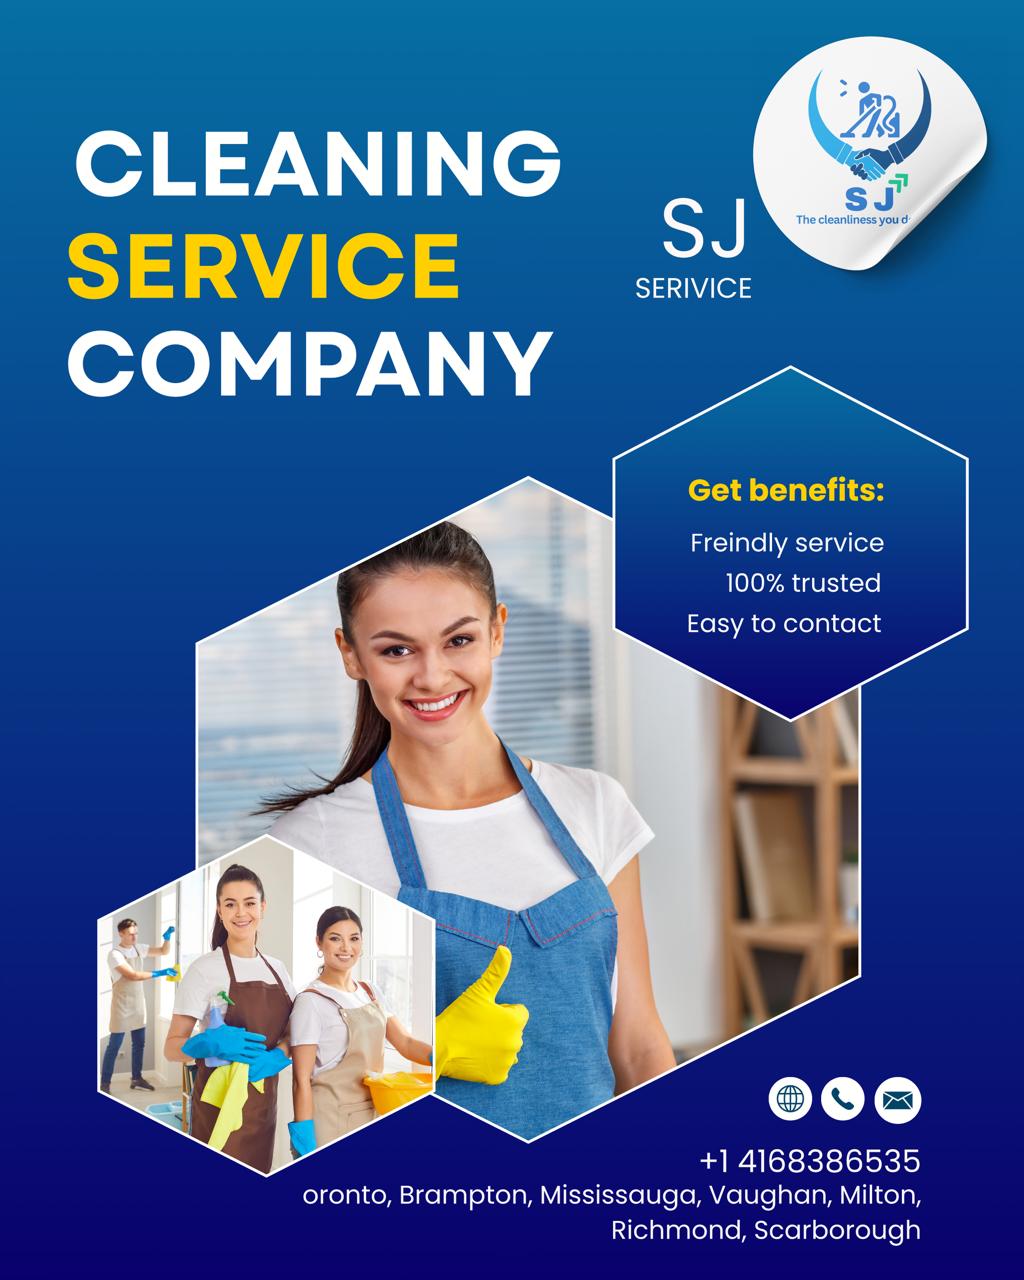 CLEANING
SERVICE
COMPANY
SJ
The cleanliness you
SJ
SERIVICE
Get benefits:
Freindly service
100% trusted
Easy to contact
+1 4168386535
oronto, Brampton, Mississauga, Vaughan, Milton,
Richmond, Scarborough